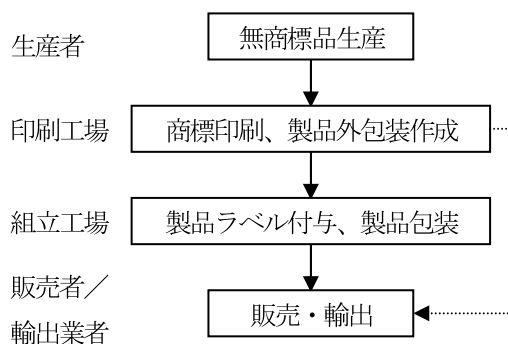 生産者
無商標品生産
印刷工場
商標印刷、製品外包装作成
組立工場
製品ラベル付与、製品包装
販売者／
輸出業者
販売・輸出